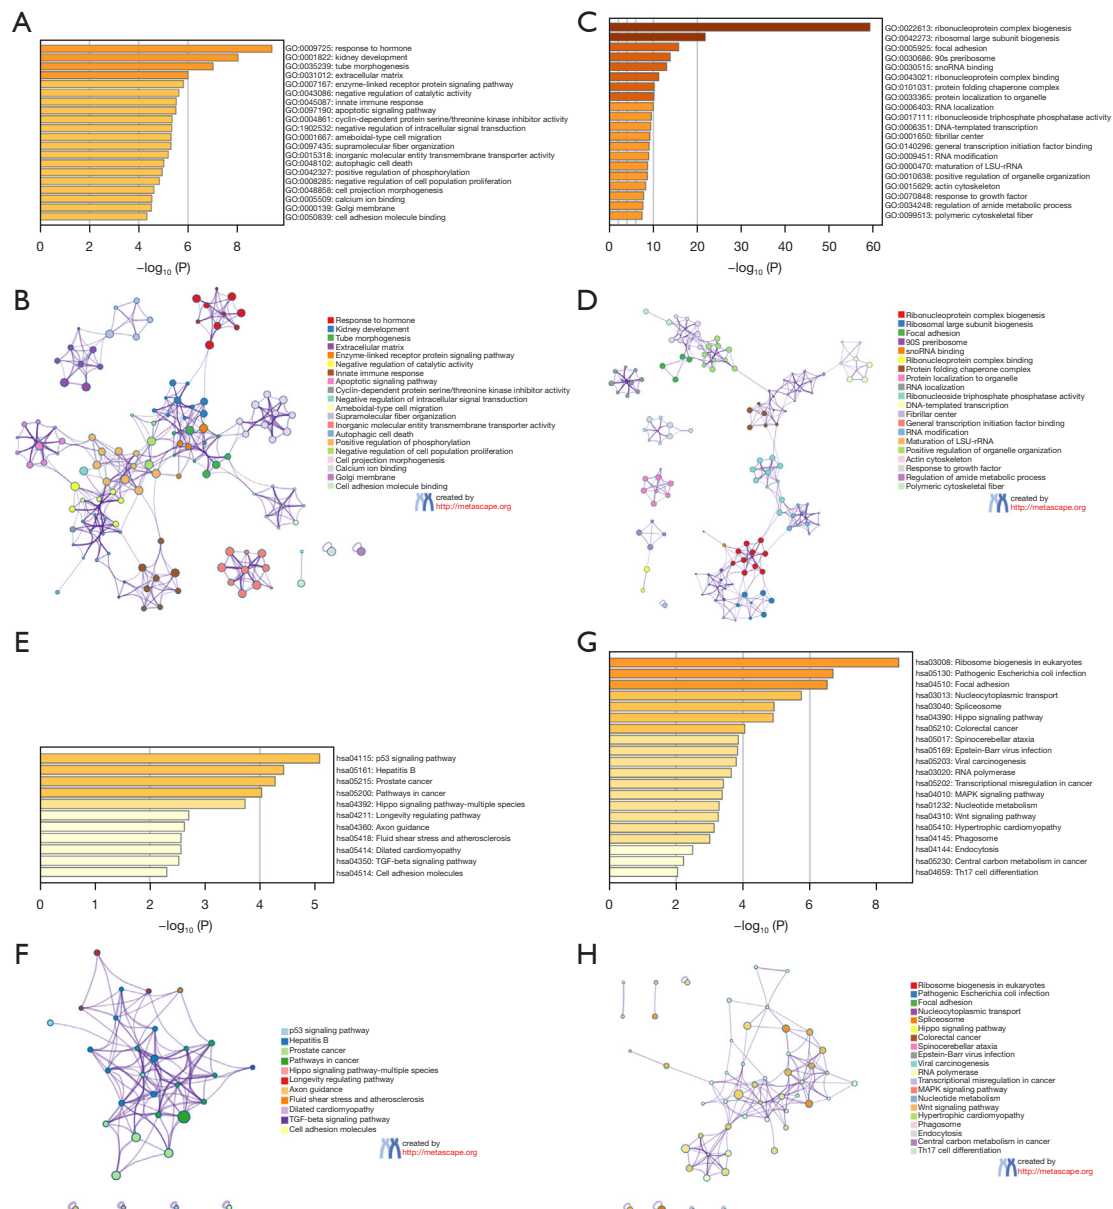 A
GO:0009725: response to hormone
GO:0001822: kidney development
GO:0035239: tube morphogenesis
GO:0031012: extracellular matrix
GO:0007167: enzyme-linked receptor protein signaling pathway
GO:0043086: negative regulation of catalytic activity
GO:0045087: innate immune response
GO:0097190: apoptotic signaling pathway
GO:0004861: cyclin-dependent protein serine/threonine kinase inhibitor activity
GO:1902532: negative regulation of intracellular signal transduction
GO:0001667: ameboidal-type cell migration
GO:0097435: supramolecular fiber organization
GO:0015318: inorganic molecular entity transmembrane transporter activity
GO:0048102: autophagic cell death
GO:0042327: positive regulation of phosphorylation
GO:0008285: negative regulation of cell population proliferation
GO:0048858: cell projection morphogenesis
GO:0005509: calcium ion binding
GO:0000139: Golgi membrane
GO:0050839: cell adhesion molecule binding
0 2 4 6 8
−log10 (P)
C
GO:0022613: ribonucleoprotein complex biogenesis
GO:0042273: ribosomal large subunit biogenesis
GO:0005925: focal adhesion
GO:0030686: 90s preribosome
GO:0030515: snoRNA binding
GO:0043021: ribonucleoprotein complex binding
GO:0101031: protein folding chaperone complex
GO:0033365: protein localization to organelle
GO:0006403: RNA localization
GO:0017111: ribonucleoside triphosphate phosphatase activity
GO:0006351: DNA-templated transcription
GO:0001650: fibrillar center
GO:0140296: general transcription initiation factor binding
GO:0009451: RNA modification
GO:0000470: maturation of LSU-rRNA
GO:0010638: positive regulation of organelle organization
GO:0015629: actin cytoskeleton
GO:0070848: response to growth factor
GO:0034248: regulation of amide metabolic process
GO:0099513: polymeric cytoskeletal fiber
0 10 20 30 40 50 60
−log10 (P)
B
Response to hormone
Kidney development
Tube morphogenesis
Extracellular matrix
Enzyme-linked receptor protein signaling pathway
Negative regulation of catalytic activity
Innate immune response
Apoptotic signaling pathway
Cyclin-dependent protein serine/threonine kinase inhibitor activity
Negative regulation of intracellular signal transduction
Ameboidal-type cell migration
Supramolecular fiber organization
Inorganic molecular entity transmembrane transmembrane activity
Autophagic cell death
Positive regulation of phosphorylation
Negative regulation of cell population proliferation
Cell projection morphogenesis
Calcium ion binding
Golgi membrane
Cell adhesion molecule binding
created by
http://metascape.org
D
Ribonucleoprotein complex biogenesis
Ribosomal large subunit biogenesis
Focal adhesion
90S preribosome
snoRNA binding
Ribonucleoprotein complex binding
Protein folding chaperone complex
Protein localization to organelle
RNA localization
Ribonucleoside triphosphate phosphatase activity
DNA-templated transcription
Fibrillar center
General transcription initiation factor binding
RNA modification
Maturation of LSU-rRNA
Positive regulation of organelle organization
Actin cytoskeleton
Response to growth factor
Regulation of amide metabolic process
Polymeric cytoskeletal fiber
created by
http://metascape.org
E
hsa04115: p53 signaling pathway
hsa05161: Hepatitis B
hsa05215: Prostate cancer
hsa05200: Pathways in cancer
hsa04392: Hippo signaling pathway-multiple species
hsa04211: Longevity regulating pathway
hsa04360: Axon guidance
hsa05418: Fluid shear stress and atherosclerosis
hsa05414: Dilated cardiomyopathy
hsa04350: TGF-beta signaling pathway
hsa04514: Cell adhesion molecules
0 1 2 3 4 5
−log10 (P)
G
hsa03008: Ribosome biogenesis in eukaryotes
hsa05130: Pathogenic Escherichia coli infection
hsa04510: Focal adhesion
hsa03013: Nucleocytoplasmic transport
hsa03040: Spliceosome
hsa04390: Hippo signaling pathway
hsa05210: Colorectal cancer
hsa05017: Spinocerebellar ataxia
hsa05169: Epstein-Barr virus infection
hsa05203: Viral carcinogenesis
hsa03020: RNA polymerase
hsa05202: Transcriptional misregulation in cancer
hsa04010: MAPK signaling pathway
hsa01232: Nucleotide metabolism
hsa04310: Wnt signaling pathway
hsa05410: Hypertrophic cardiomyopathy
hsa04145: Phagosome
hsa04144: Endocytosis
hsa05230: Central carbon metabolism in cancer
hsa04659: Th17 cell differentiation
0 2 4 6 8
−log10 (P)
F
p53 signaling pathway
Hepatitis B
Prostate cancer
Pathways in cancer
Hippo signaling pathway-multiple species
Longevity regulating pathway
Axon guidance
Fluid shear stress and atherosclerosis
Dilated cardiomyopathy
TGF-beta signaling pathway
Cell adhesion molecules
created by
http://metascape.org
H
Ribosome biogenesis in eukaryotes
Pathogenic Escherichia coli infection
Focal adhesion
Nucleocytoplasmic transport
Spliceosome
Hippo signaling pathway
Colorectal cancer
Spinocerebellar ataxia
Epstein-Barr virus infection
Viral carcinogenesis
RNA polymerase
Transcriptional misregulation in cancer
MAPK signaling pathway
Nucleotide metabolism
Wnt signaling pathway
Hypertrophic cardiomyopathy
Phagosome
Endocytosis
Central carbon metabolism in cancer
Th17 cell differentiation
created by
http://metascape.org